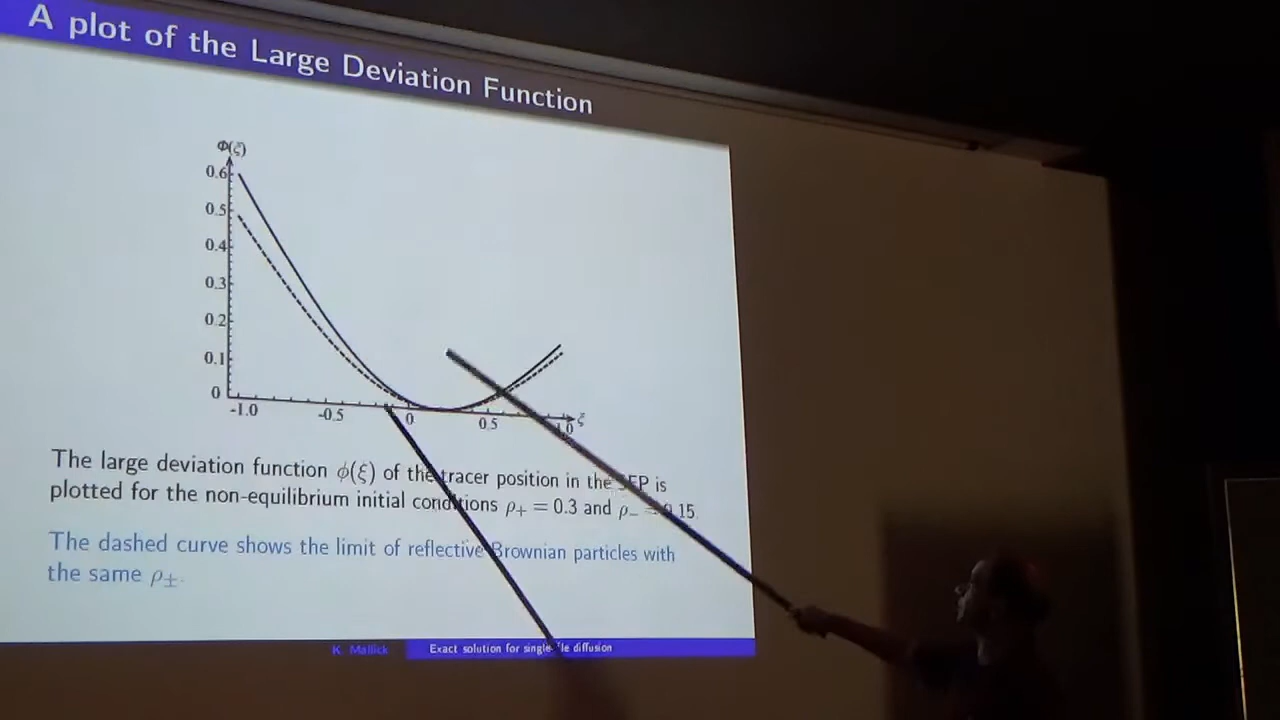 A plot of the Large Deviation Function
Φ(ξ)
0.6
0.5
0.4
0.3
0.2
0.1
0
-1.0
-0.5
0
0.5
ξ
The large deviation function ϕ(ξ) of the tracer position in the SEP is
plotted for the non-equilibrium initial conditions ρ+ = 0.3 and ρ− = 0.15
The dashed curve shows the limit of reflective Brownian particles with
the same ρ±.
K. Mallick
Exact solution for single-file diffusion